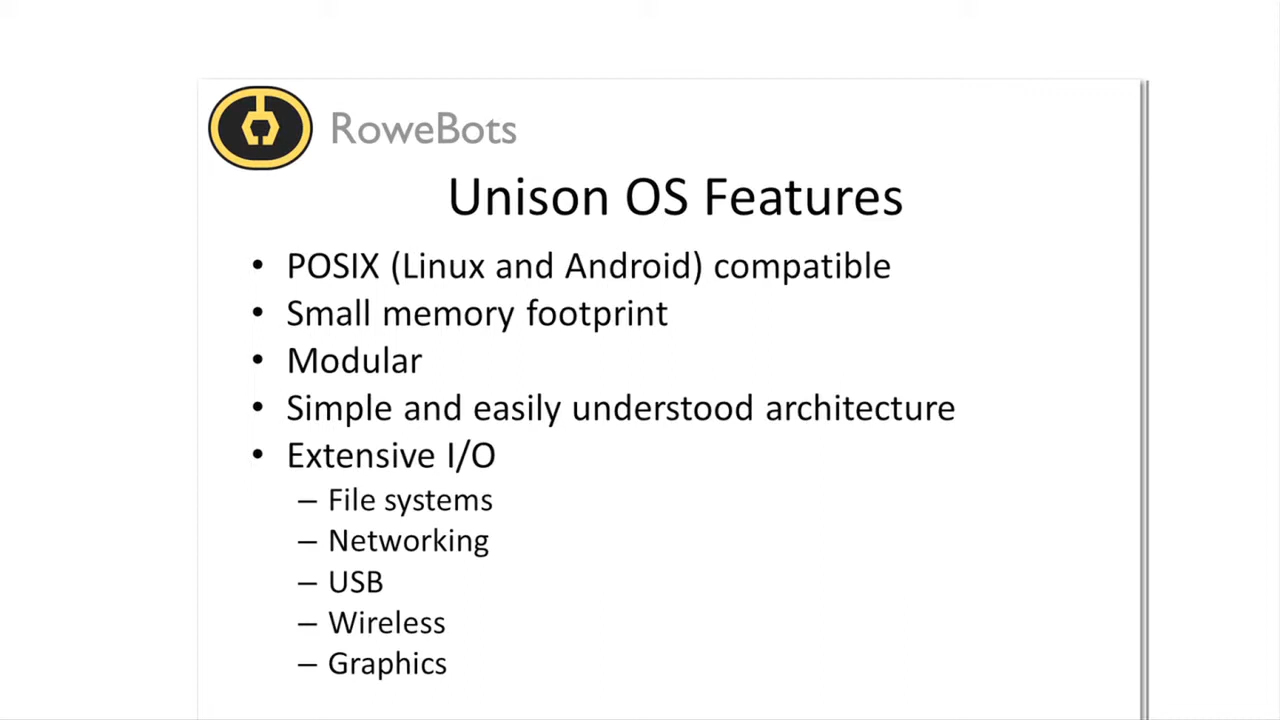 RoweBots
Unison OS Features
• POSIX (Linux and Android) compatible
• Small memory footprint
• Modular
• Simple and easily understood architecture
• Extensive I/O
– File systems
– Networking
– USB
– Wireless
– Graphics